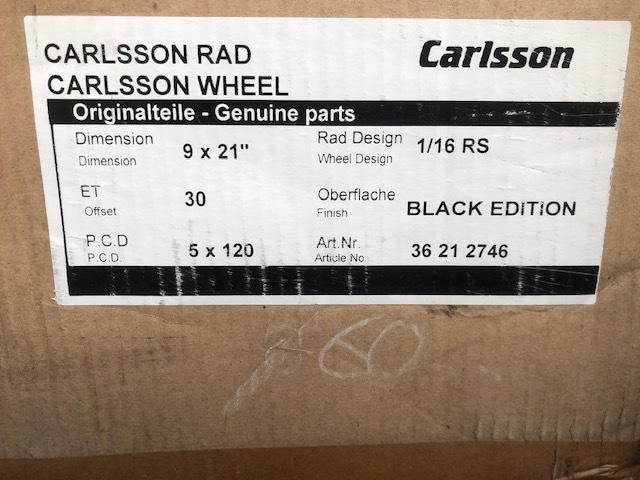 CARLSSON RAD
Carlsson
CARLSSON WHEEL
Originalteile - Genuine parts
Dimension
Dimension
9 x 21"
Rad Design
Wheel Design
1/16 RS
ET
Offset
30
Oberflache
Finish
BLACK EDITION
P.C.D
P.C.D.
5 x 120
Art.Nr.
Article No
36 21 2746
60